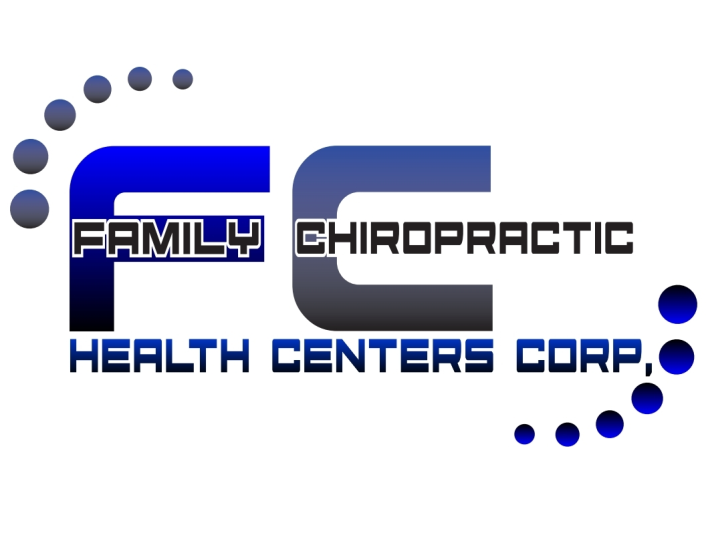 FC
FAMILY CHIROPRACTIC
HEALTH CENTERS CORP,